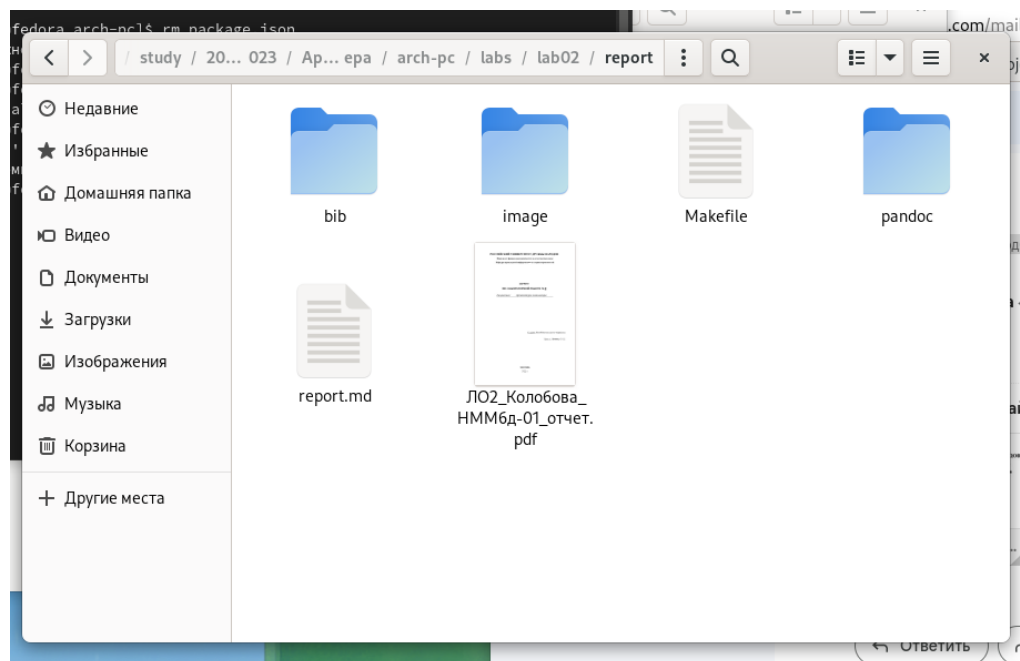 fedora arch-pc]$ rm package.json
.com/mai
/ study / 20… 023 / Ap… ера / arch-pc / labs / lab02 / report
Недавние
Избранные
Домашняя папка
Видео
Документы
Загрузки
Изображения
Музыка
Корзина
Другие места
bib
image
Makefile
pandoc
report.md
ЛО2_Колобова_
НММбд-01_отчет.
pdf
Ответить